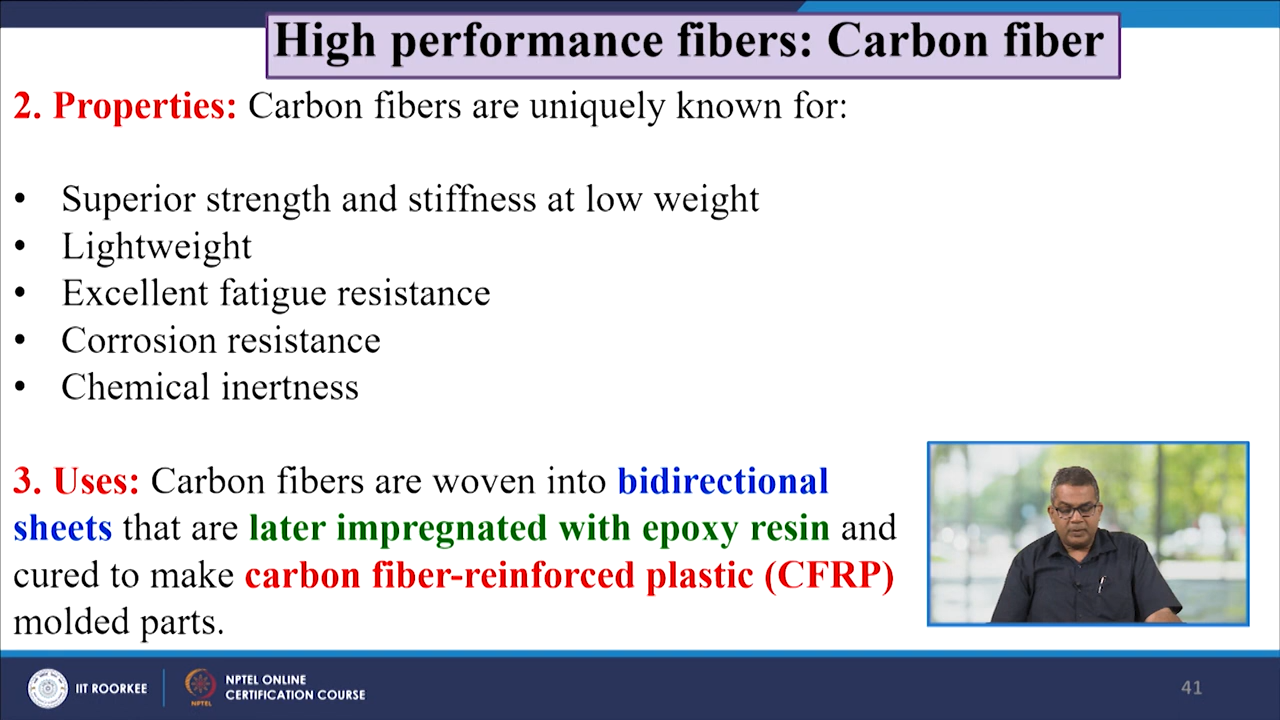 High performance fibers: Carbon fiber
2. Properties: Carbon fibers are uniquely known for:
• Superior strength and stiffness at low weight
• Lightweight
• Excellent fatigue resistance
• Corrosion resistance
• Chemical inertness
3. Uses: Carbon fibers are woven into bidirectional
sheets that are later impregnated with epoxy resin and
cured to make carbon fiber-reinforced plastic (CFRP)
molded parts.
IIT ROORKEE
NPTEL
NPTEL ONLINE
CERTIFICATION COURSE
41